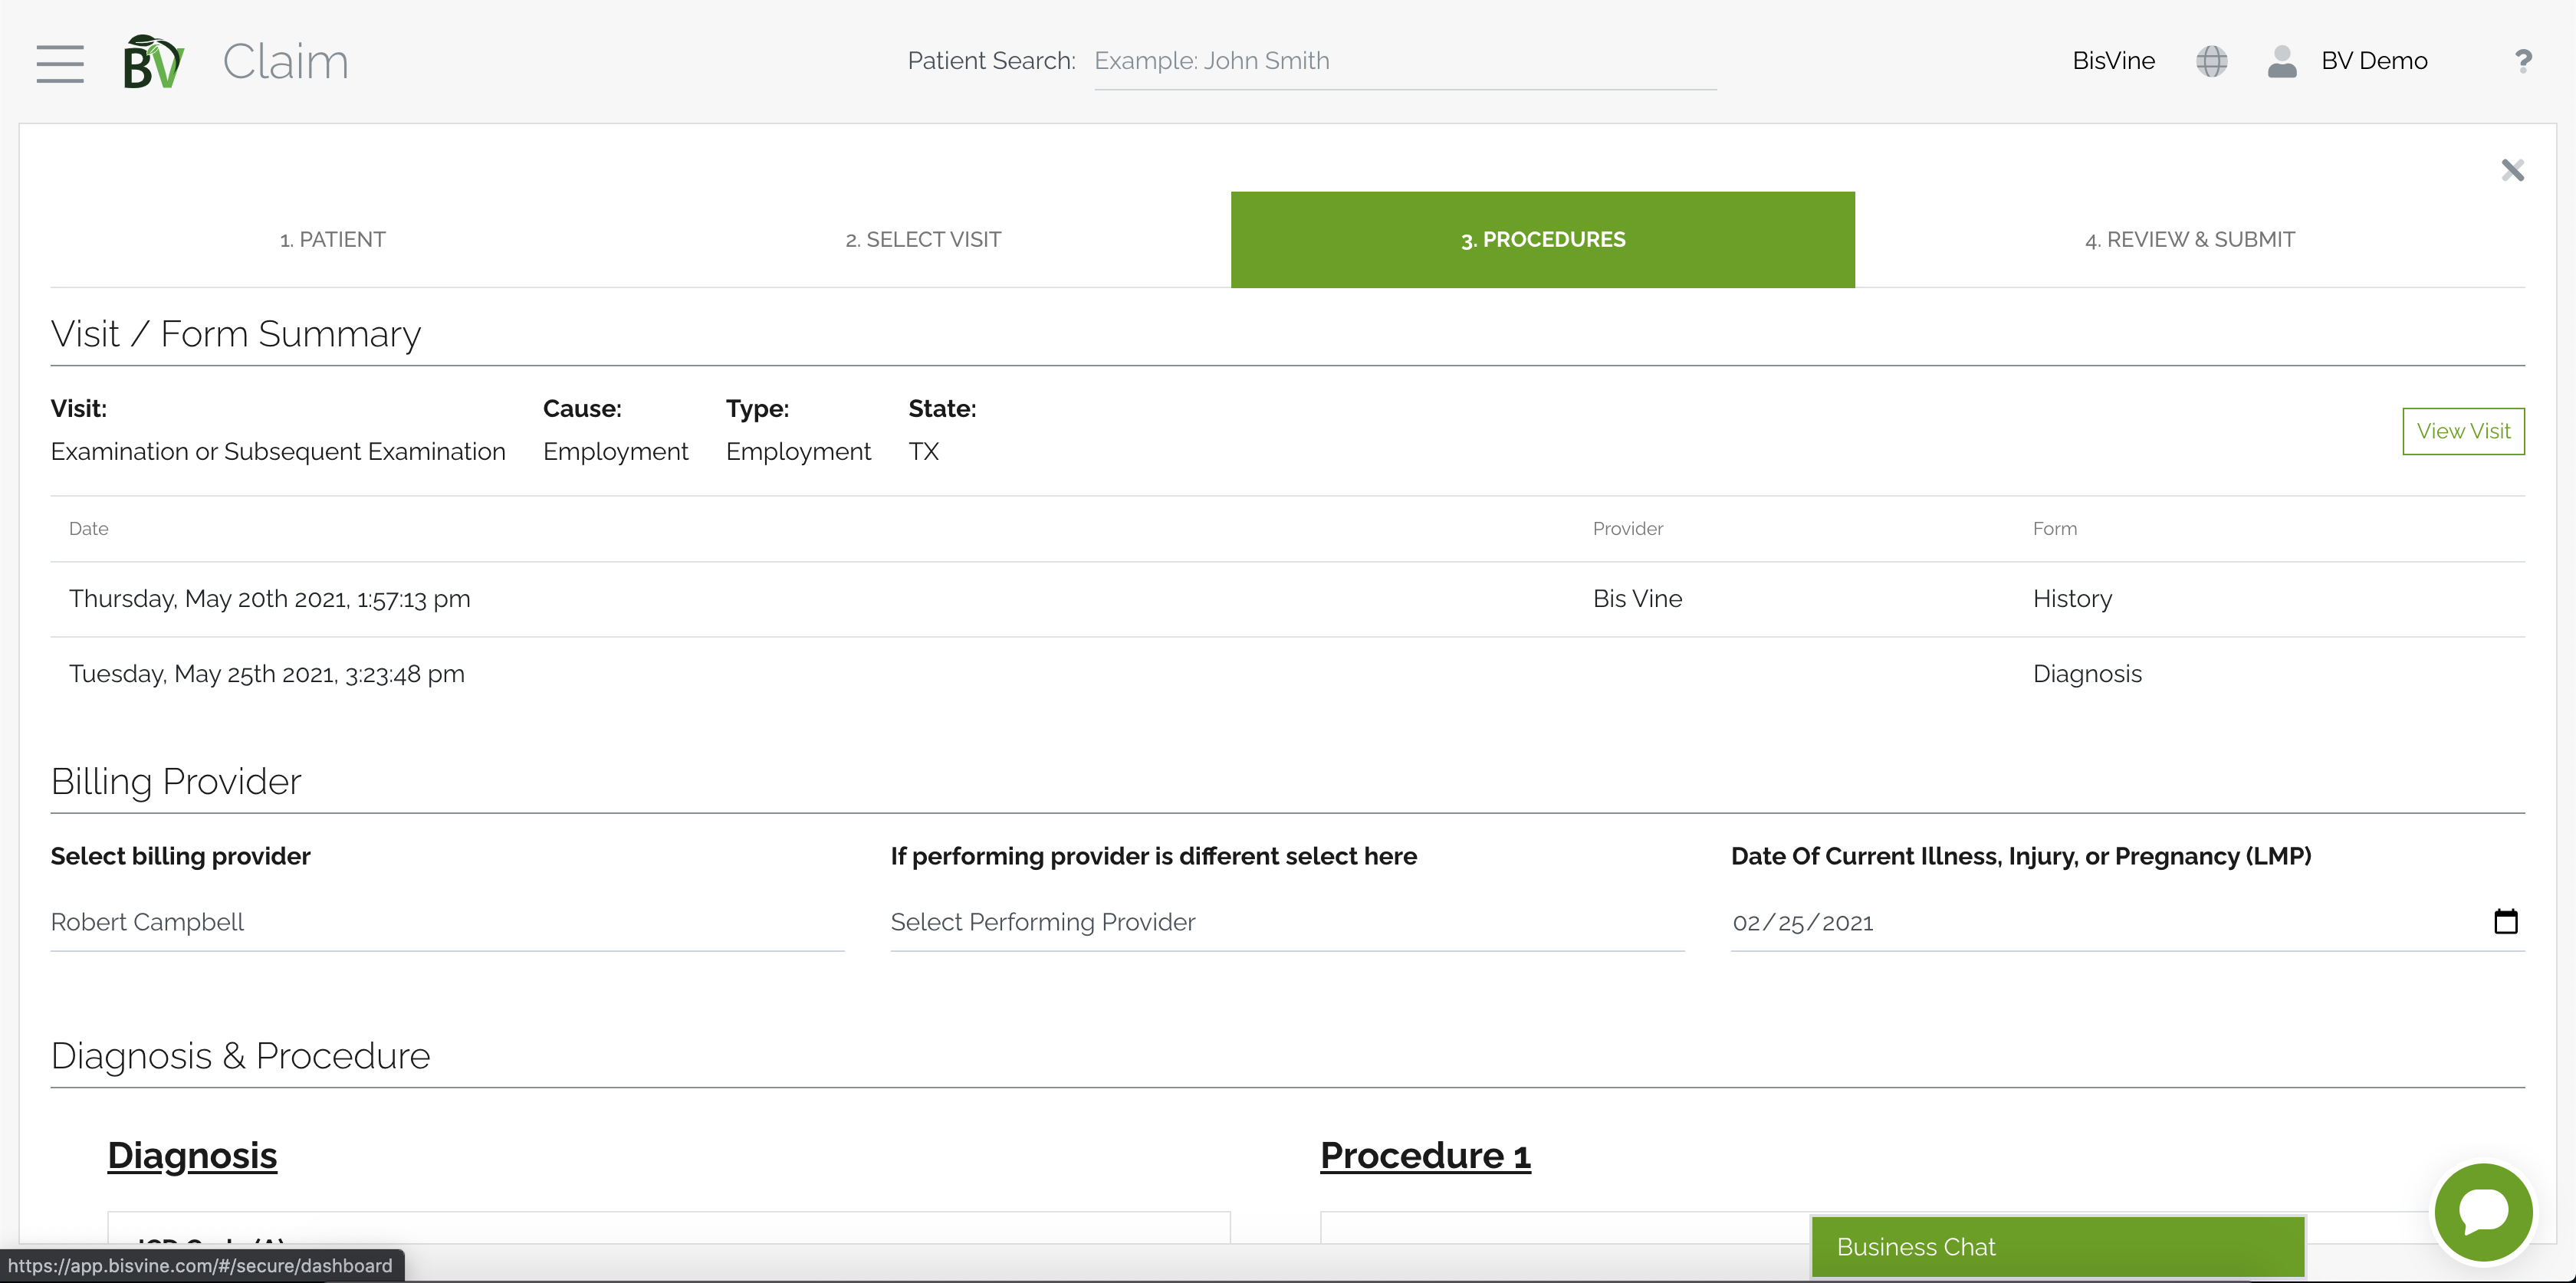 BV Claim Patient Search: Example: John Smith BisVine BV Demo ?
1. PATIENT 2. SELECT VISIT 3. PROCEDURES 4. REVIEW & SUBMIT
Visit / Form Summary
Visit: Cause: Type: State:
Examination or Subsequent Examination Employment Employment TX
View Visit
Date Provider Form
Thursday, May 20th 2021, 1:57:13 pm Bis Vine History
Tuesday, May 25th 2021, 3:23:48 pm Diagnosis
Billing Provider
Select billing provider If performing provider is different select here Date Of Current Illness, Injury, or Pregnancy (LMP)
Robert Campbell Select Performing Provider 02/25/2021
Diagnosis & Procedure
Diagnosis Procedure 1
Business Chat
https://app.bisvine.com/#/secure/dashboard